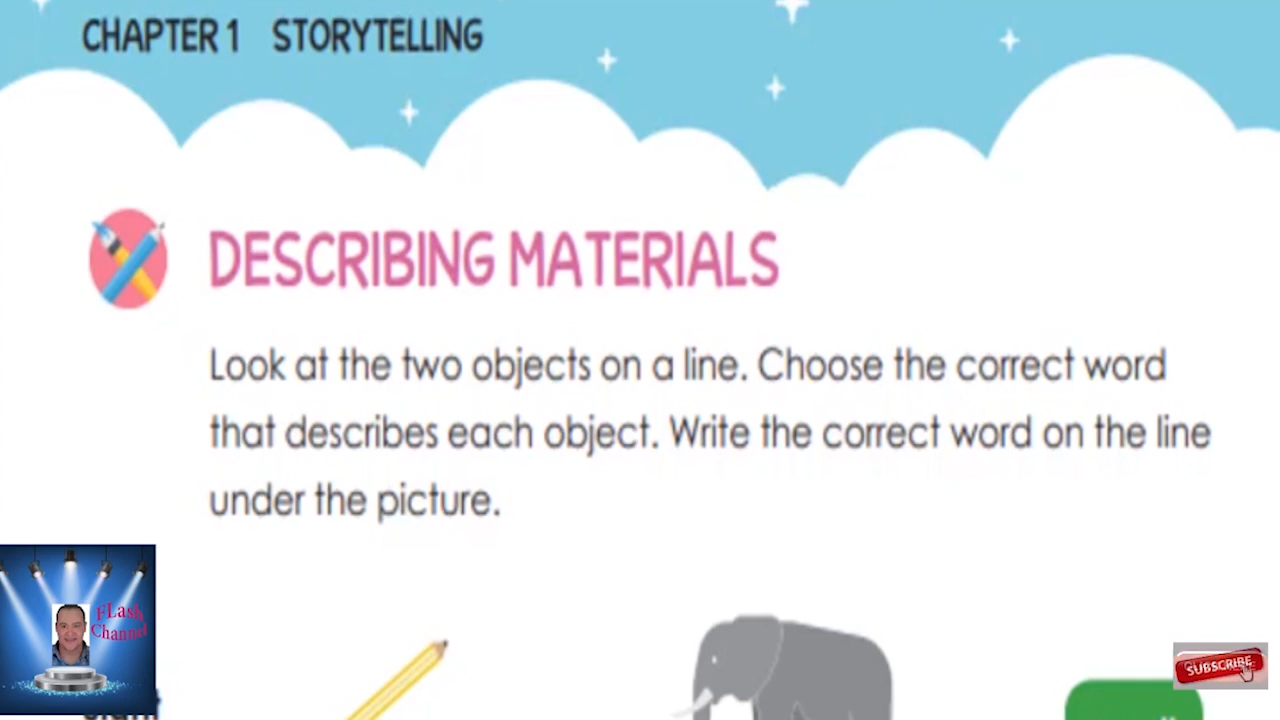 CHAPTER 1 STORYTELLING
DESCRIBING MATERIALS
Look at the two objects on a line. Choose the correct word
that describes each object. Write the correct word on the line
under the picture.
FLash
Channel
SUBSCRIBE